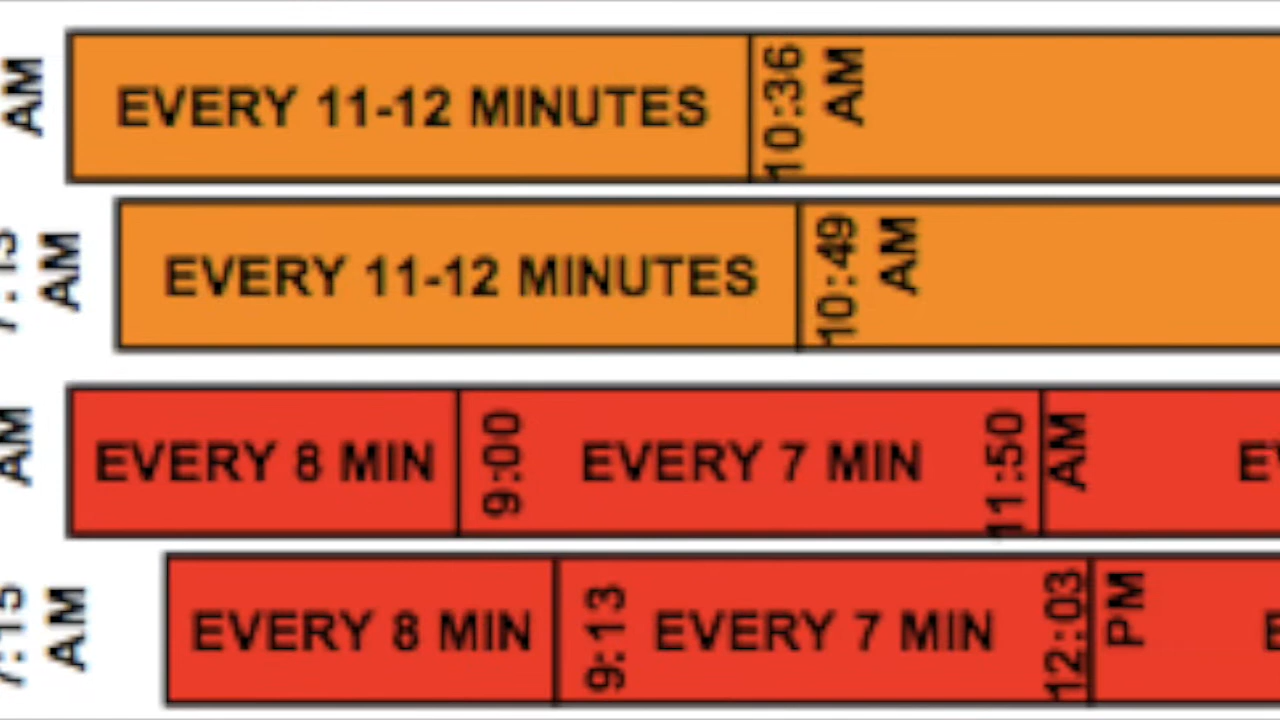 AM EVERY 11-12 MINUTES 10:36 AM
AM EVERY 11-12 MINUTES 10:49 AM
AM EVERY 8 MIN 9:00 EVERY 7 MIN 11:50 AM
7:15 AM EVERY 8 MIN 9:13 EVERY 7 MIN 12:03 PM